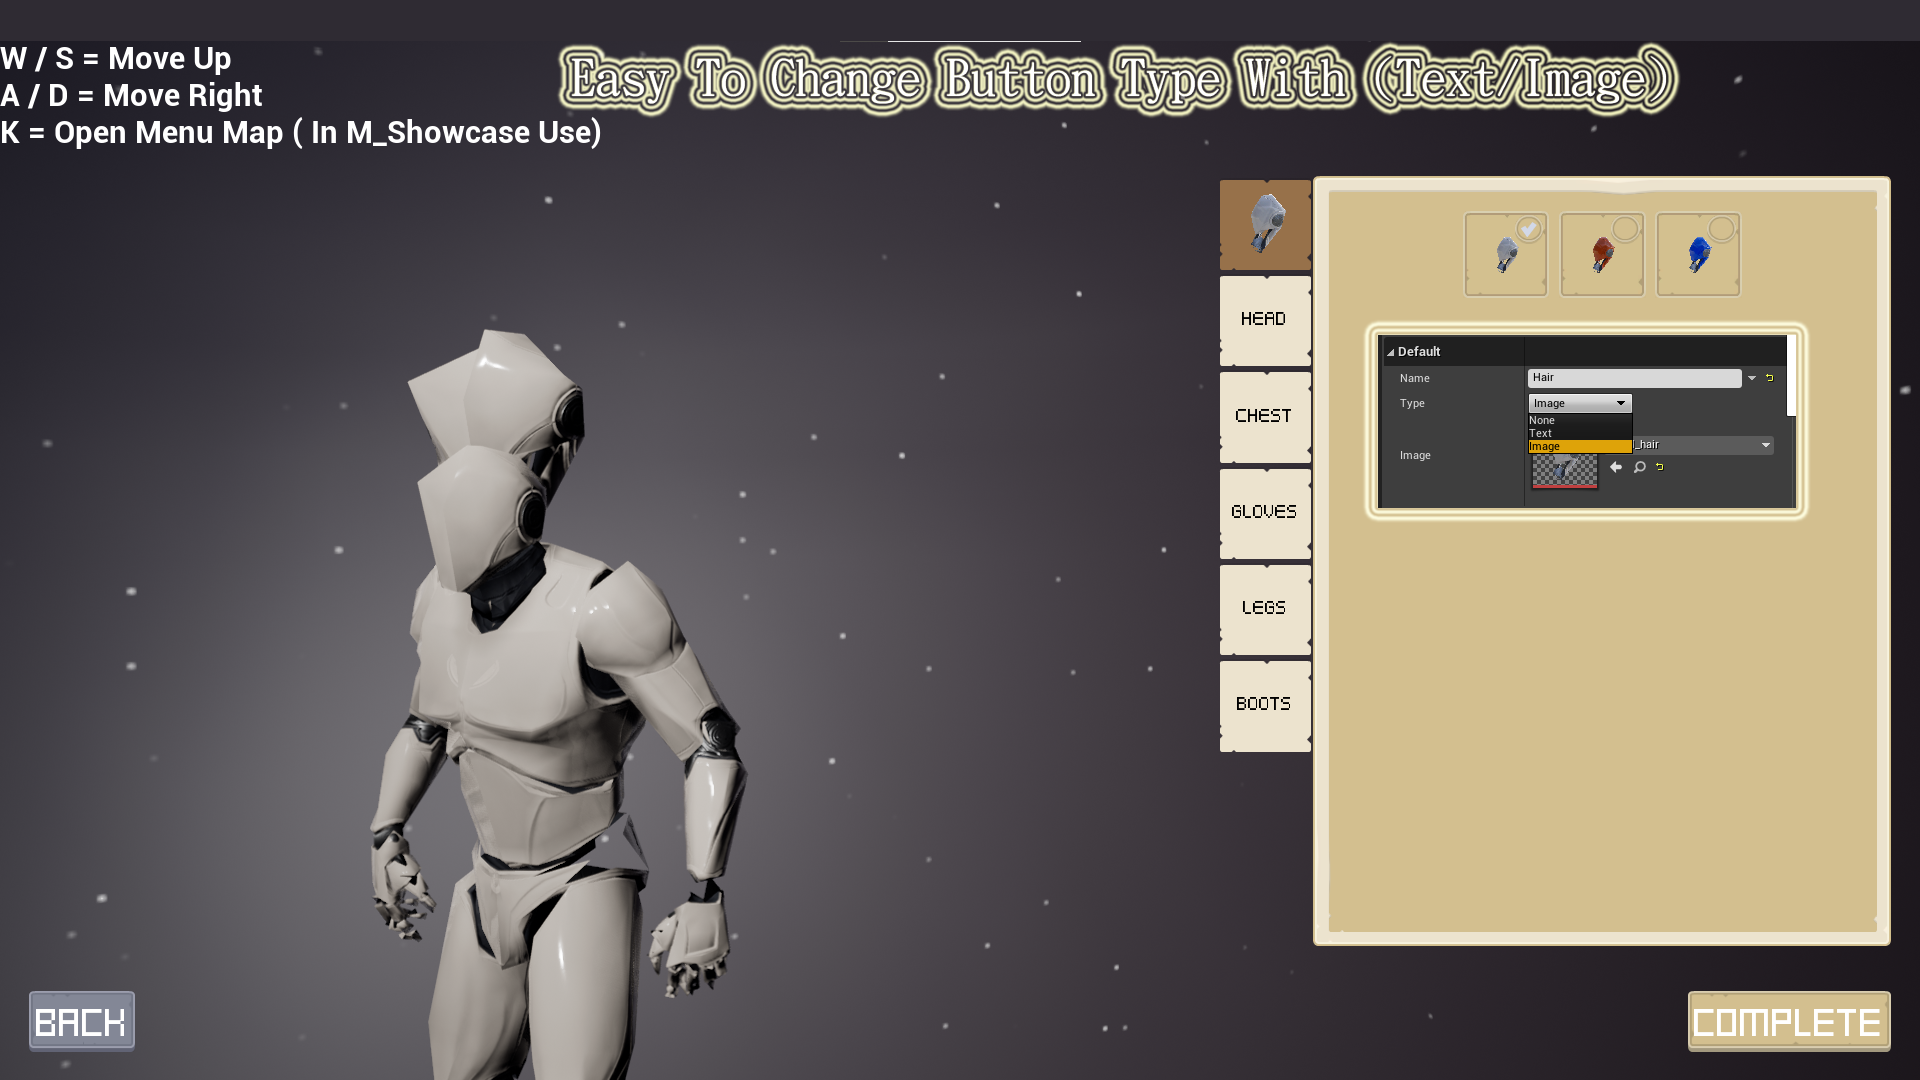 W / S = Move Up
A / D = Move Right
K = Open Menu Map ( In M_Showcase Use)
Easy To Change Button Type With (Text/Image)
HEAD
CHEST
GLOVES
LEGS
BOOTS
Default
Name Hair
Type Image
None
Text
Image
Image _hair
BACK
COMPLETE